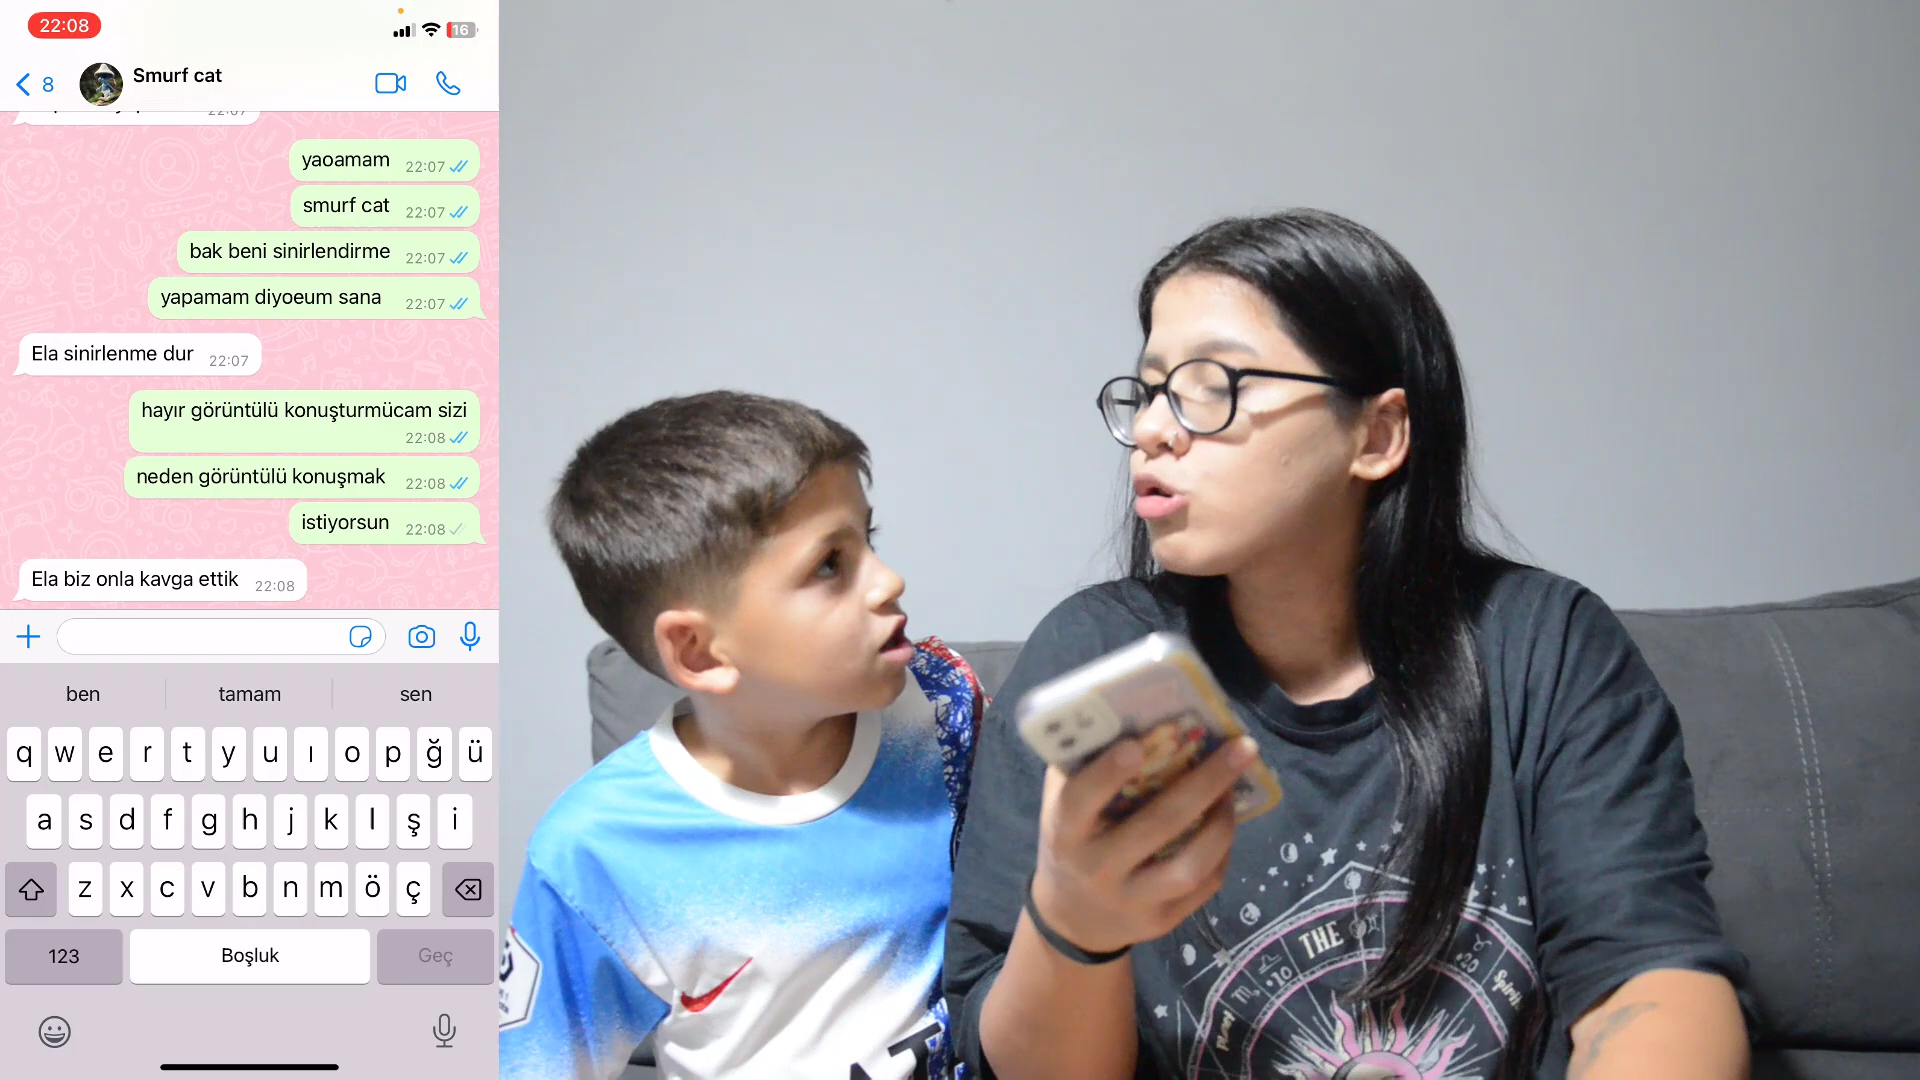 22:08
16
8
Smurf cat
22:07
yaoamam 22:07
smurf cat 22:07
bak beni sinirlendirme 22:07
yapamam diyoeum sana 22:07
Ela sinirlenme dur 22:07
hayır görüntülü konuşturmücam sizi
22:08
neden görüntülü konuşmak 22:08
istiyorsun 22:08
Ela biz onla kavga ettik 22:08
ben tamam sen
q w e r t y u ı o p ğ ü
a s d f g h j k l ş i
z x c v b n m ö ç
123 Boşluk Geç
THE